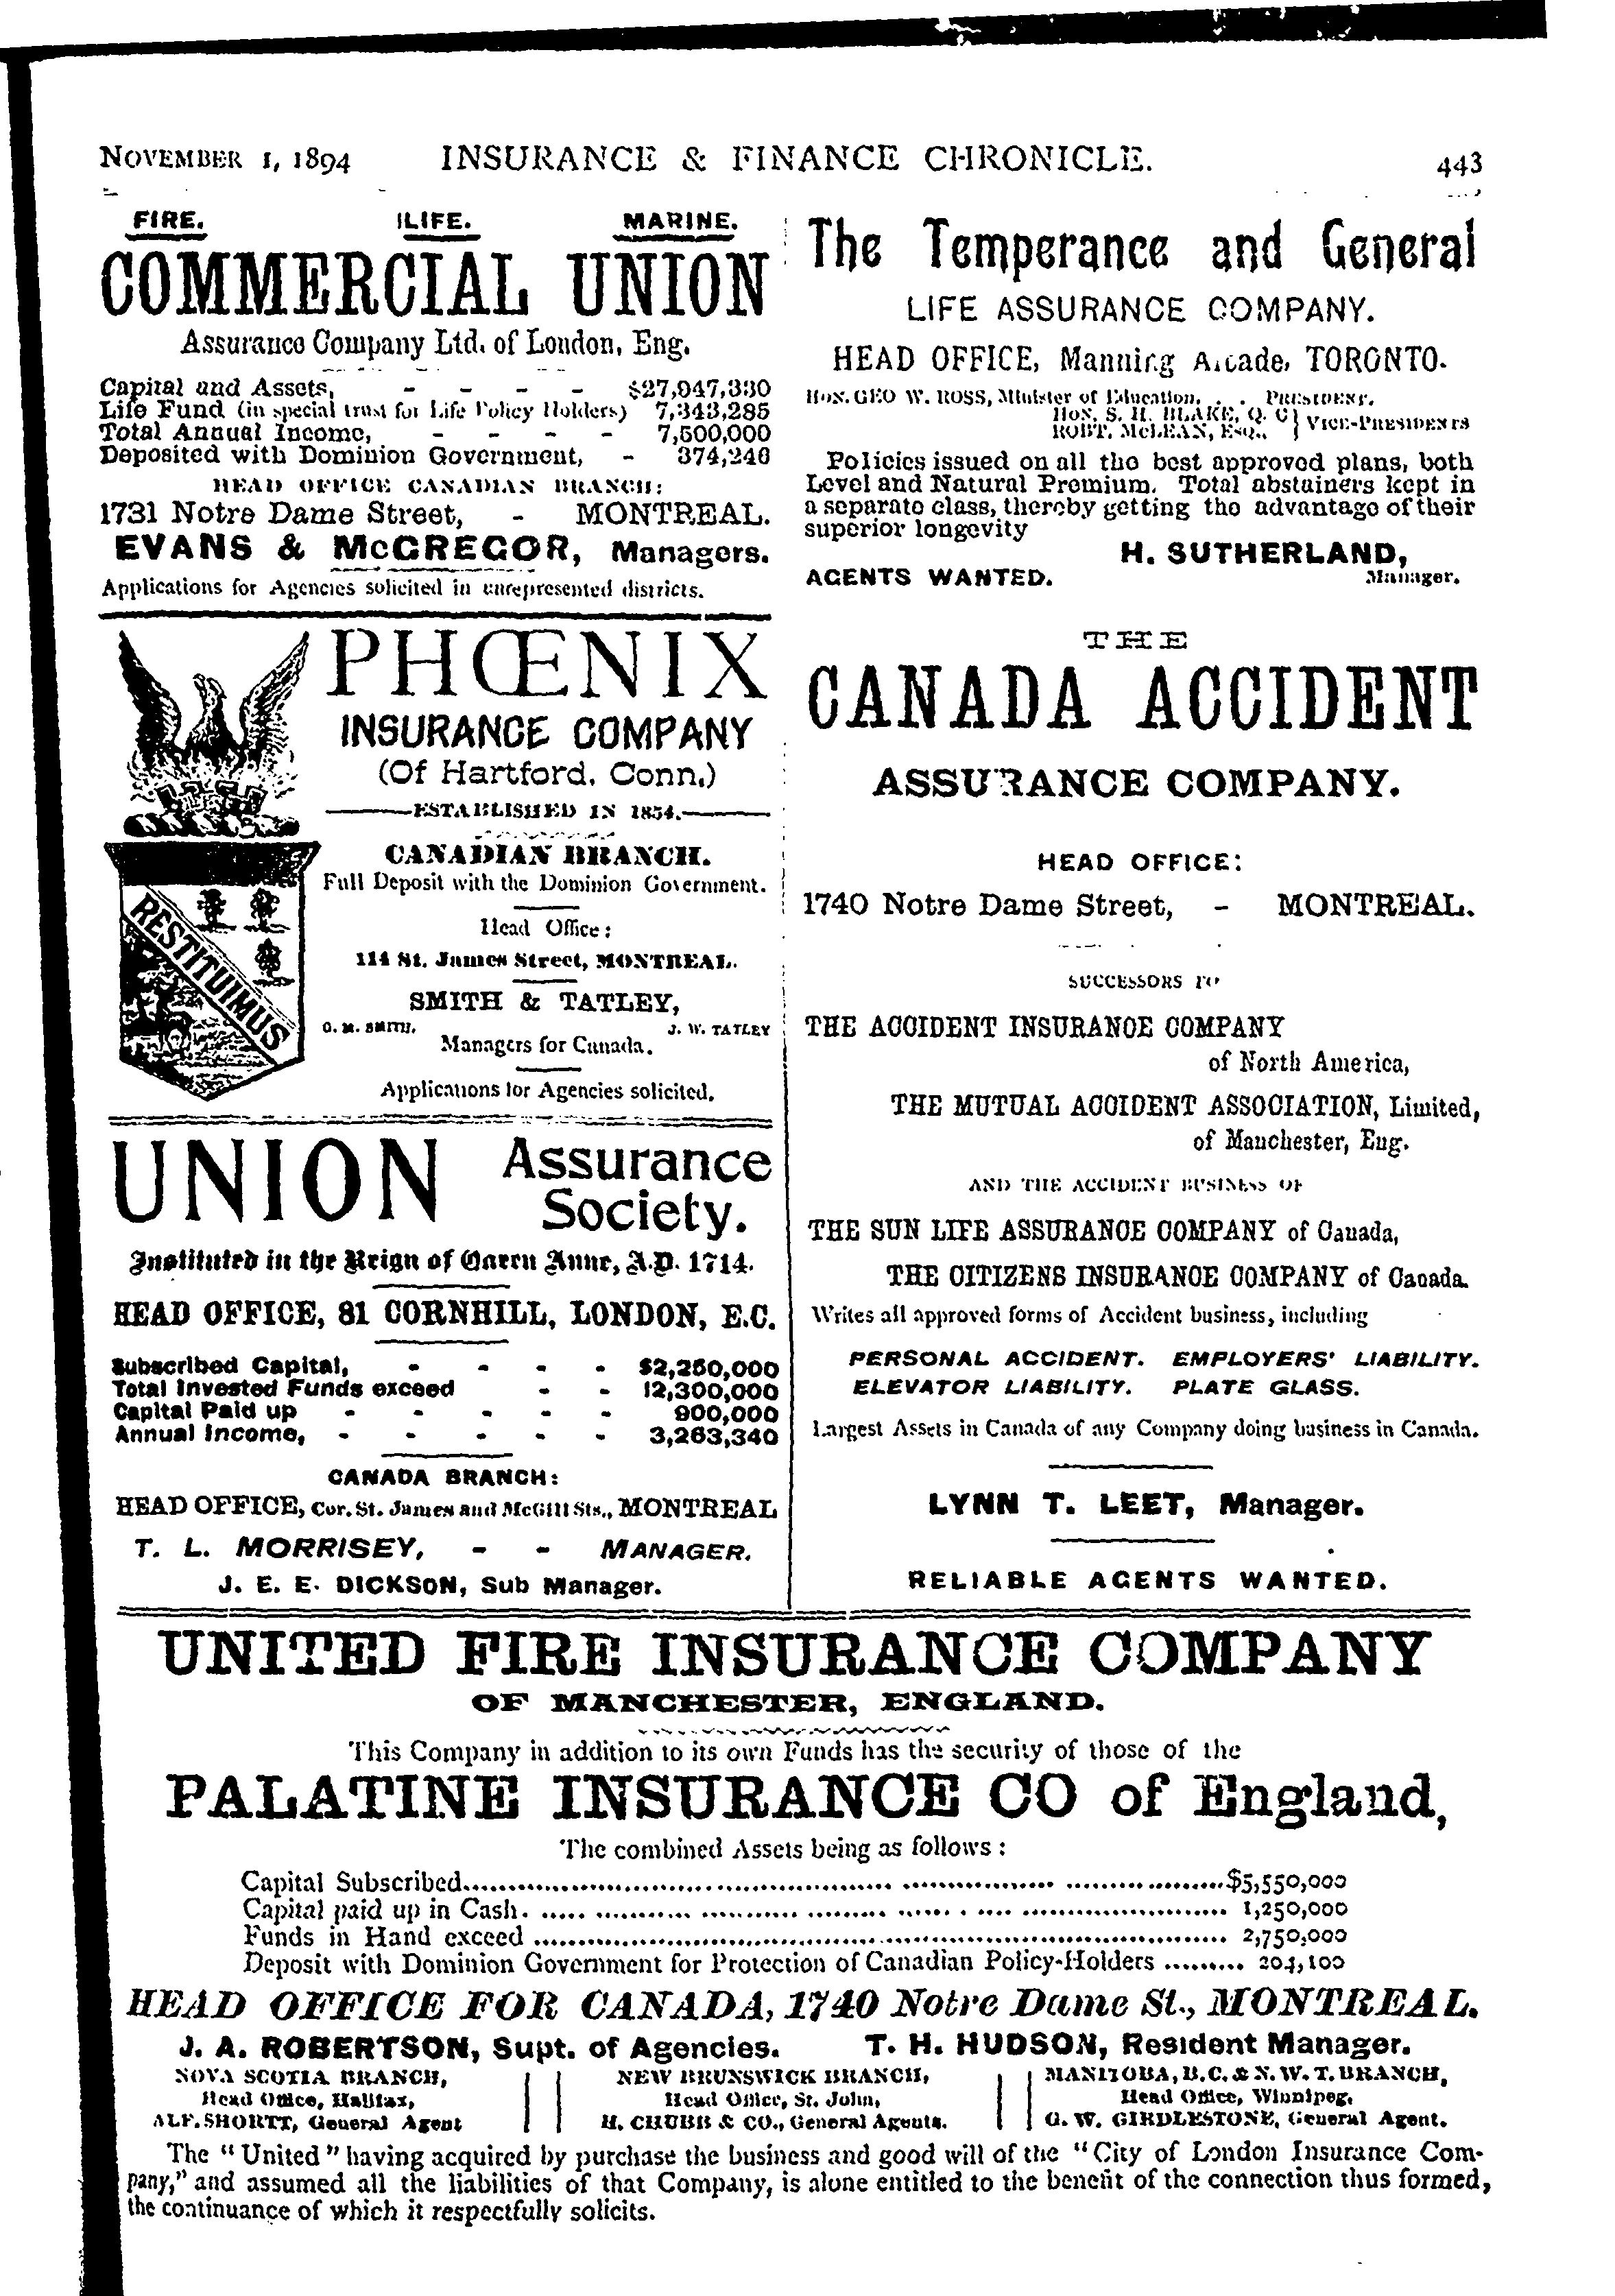 NOVEMBER 1, 1894 INSURANCE & FINANCE CHRONICLE. 443
FIRE. LIFE. MARINE.
COMMERCIAL UNION
Assurance Company Ltd. of London, Eng.
Capital and Assets, - - - - $27,947,330
Life Fund (in special trust for Life Policy Holders) 7,343,285
Total Annual Income, - - - - 7,500,000
Deposited with Dominion Government, - 374,246
HEAD OFFICE CANADIAN BRANCH:
1731 Notre Dame Street, - MONTREAL.
EVANS & McGREGOR, Managers.
Applications for Agencies solicited in unrepresented districts.
PHŒNIX
INSURANCE COMPANY
(Of Hartford, Conn.)
ESTABLISHED IN 1854.
CANADIAN BRANCH.
Full Deposit with the Dominion Government.
Head Office:
114 St. James Street, MONTREAL.
SMITH & TATLEY,
C. M. SMITH. J. W. TATLEY
Managers for Canada.
Applications for Agencies solicited.
RESTITUIMUS
UNION Assurance
Society.
Instituted in the Reign of Queen Anne, A.D. 1714.
HEAD OFFICE, 81 CORNHILL, LONDON, E.C.
Subscribed Capital, - - - - $2,250,000
Total Invested Funds exceed - - 12,300,000
Capital Paid up - - - - - 900,000
Annual Income, - - - - - 3,263,340
CANADA BRANCH:
HEAD OFFICE, Cor. St. James and McGill Sts., MONTREAL
T. L. MORRISEY, - - MANAGER.
J. E. E. DICKSON, Sub Manager.
The Temperance and General
LIFE ASSURANCE COMPANY.
HEAD OFFICE, Manning Arcade, TORONTO.
HON. GEO W. ROSS, Minister of Education, . . PRESIDENT.
HON. S. H. BLAKE, Q. C
ROBT. McLEAN, ESQ., } VICE-PRESIDENTS
Policies issued on all the best approved plans, both
Level and Natural Premium. Total abstainers kept in
a separate class, thereby getting the advantage of their
superior longevity
H. SUTHERLAND,
AGENTS WANTED. Manager.
THE
CANADA ACCIDENT
ASSURANCE COMPANY.
HEAD OFFICE:
1740 Notre Dame Street, - MONTREAL.
SUCCESSORS TO
THE ACCIDENT INSURANCE COMPANY
of North America,
THE MUTUAL ACCIDENT ASSOCIATION, Limited,
of Manchester, Eng.
AND THE ACCIDENT BUSINESS OF
THE SUN LIFE ASSURANCE COMPANY of Canada,
THE CITIZENS INSURANCE COMPANY of Canada.
Writes all approved forms of Accident business, including
PERSONAL ACCIDENT. EMPLOYERS' LIABILITY.
ELEVATOR LIABILITY. PLATE GLASS.
Largest Assets in Canada of any Company doing business in Canada.
LYNN T. LEET, Manager.
RELIABLE AGENTS WANTED.
UNITED FIRE INSURANCE COMPANY
OF MANCHESTER, ENGLAND.
This Company in addition to its own Funds has the security of those of the
PALATINE INSURANCE CO of England,
The combined Assets being as follows:
Capital Subscribed.......... $5,550,000
Capital paid up in Cash.......... 1,250,000
Funds in Hand exceed.......... 2,750,000
Deposit with Dominion Government for Protection of Canadian Policy-Holders ......... 204,100
HEAD OFFICE FOR CANADA, 1740 Notre Dame St., MONTREAL.
J. A. ROBERTSON, Supt. of Agencies. T. H. HUDSON, Resident Manager.
NOVA SCOTIA BRANCH, NEW BRUNSWICK BRANCH, MANITOBA, B.C. & N. W. T. BRANCH,
Head Office, Halifax, Head Office, St. John, Head Office, Winnipeg,
ALF. SHORTT, General Agent H. CHUBB & CO., General Agents. G. W. GIRDLESTONE, General Agent.
The "United" having acquired by purchase the business and good will of the "City of London Insurance Com-
pany," and assumed all the liabilities of that Company, is alone entitled to the benefit of the connection thus formed,
the continuance of which it respectfully solicits.